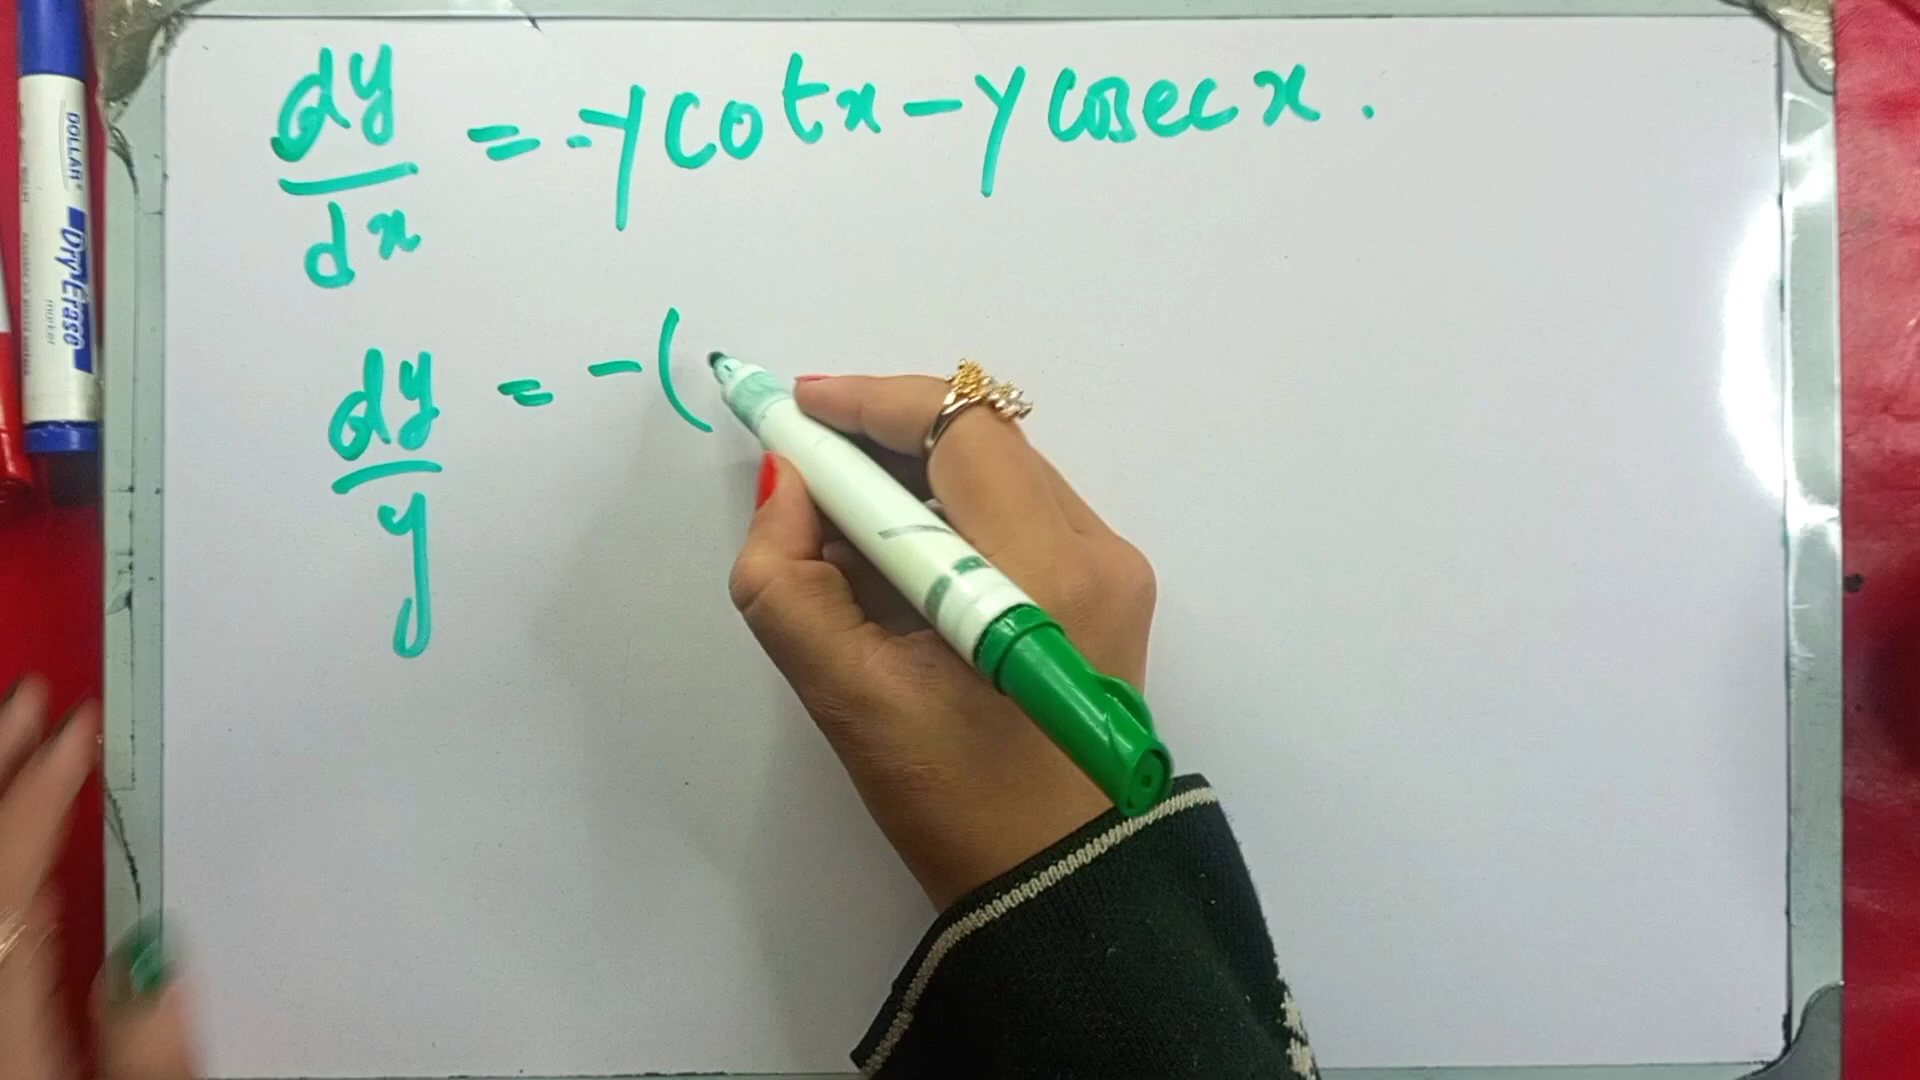 dy/dx = -y cot x - y cosec x .
dy/y = - (
DOLLAR
Dry Erase
marker